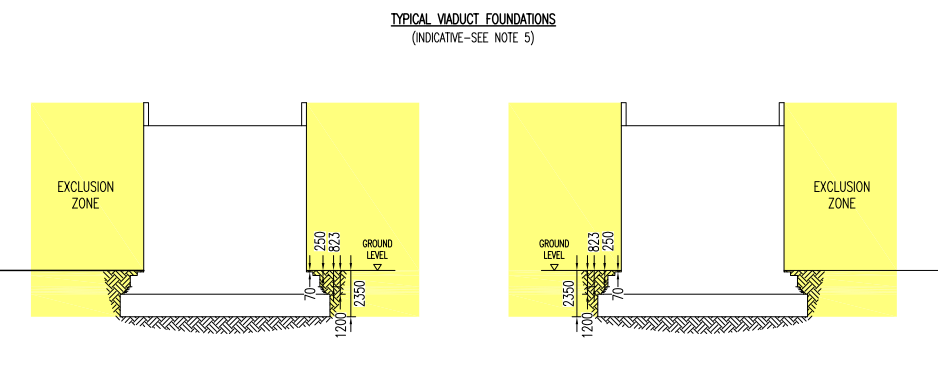 TYPICAL VIADUCT FOUNDATIONS
(INDICATIVE-SEE NOTE 5)
EXCLUSION
ZONE
250
823
GROUND
LEVEL
70
2350
1200
GROUND
LEVEL
823
250
2350
70
1200
EXCLUSION
ZONE